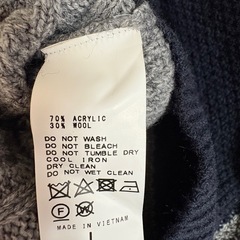 70% ACRYLIC
30% WOOL
DO NOT WASH
DO NOT BLEACH
DO NOT TUMBLE DRY
COOL IRON
DRY CLEAN
DO NOT WET CLEAN
F
MADE IN VIETNAM